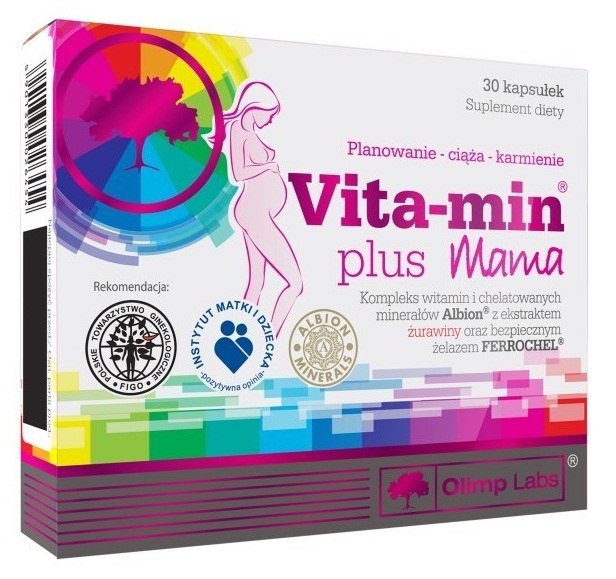 30 kapsułek
Suplement diety
Planowanie - ciąża - karmienie
Vita-min®
plus Mama
Kompleks witamin i chelatowanych
minerałów Albion® z ekstraktem
żurawiny oraz bezpiecznym
żelazem FERROCHEL®
Rekomendacja:
POLSKIE TOWARZYSTWO GINEKOLOGICZNE
FIGO
INSTYTUT MATKI I DZIECKA
-pozytywna opinia-
ALBION
MINERALS
Olimp Labs®